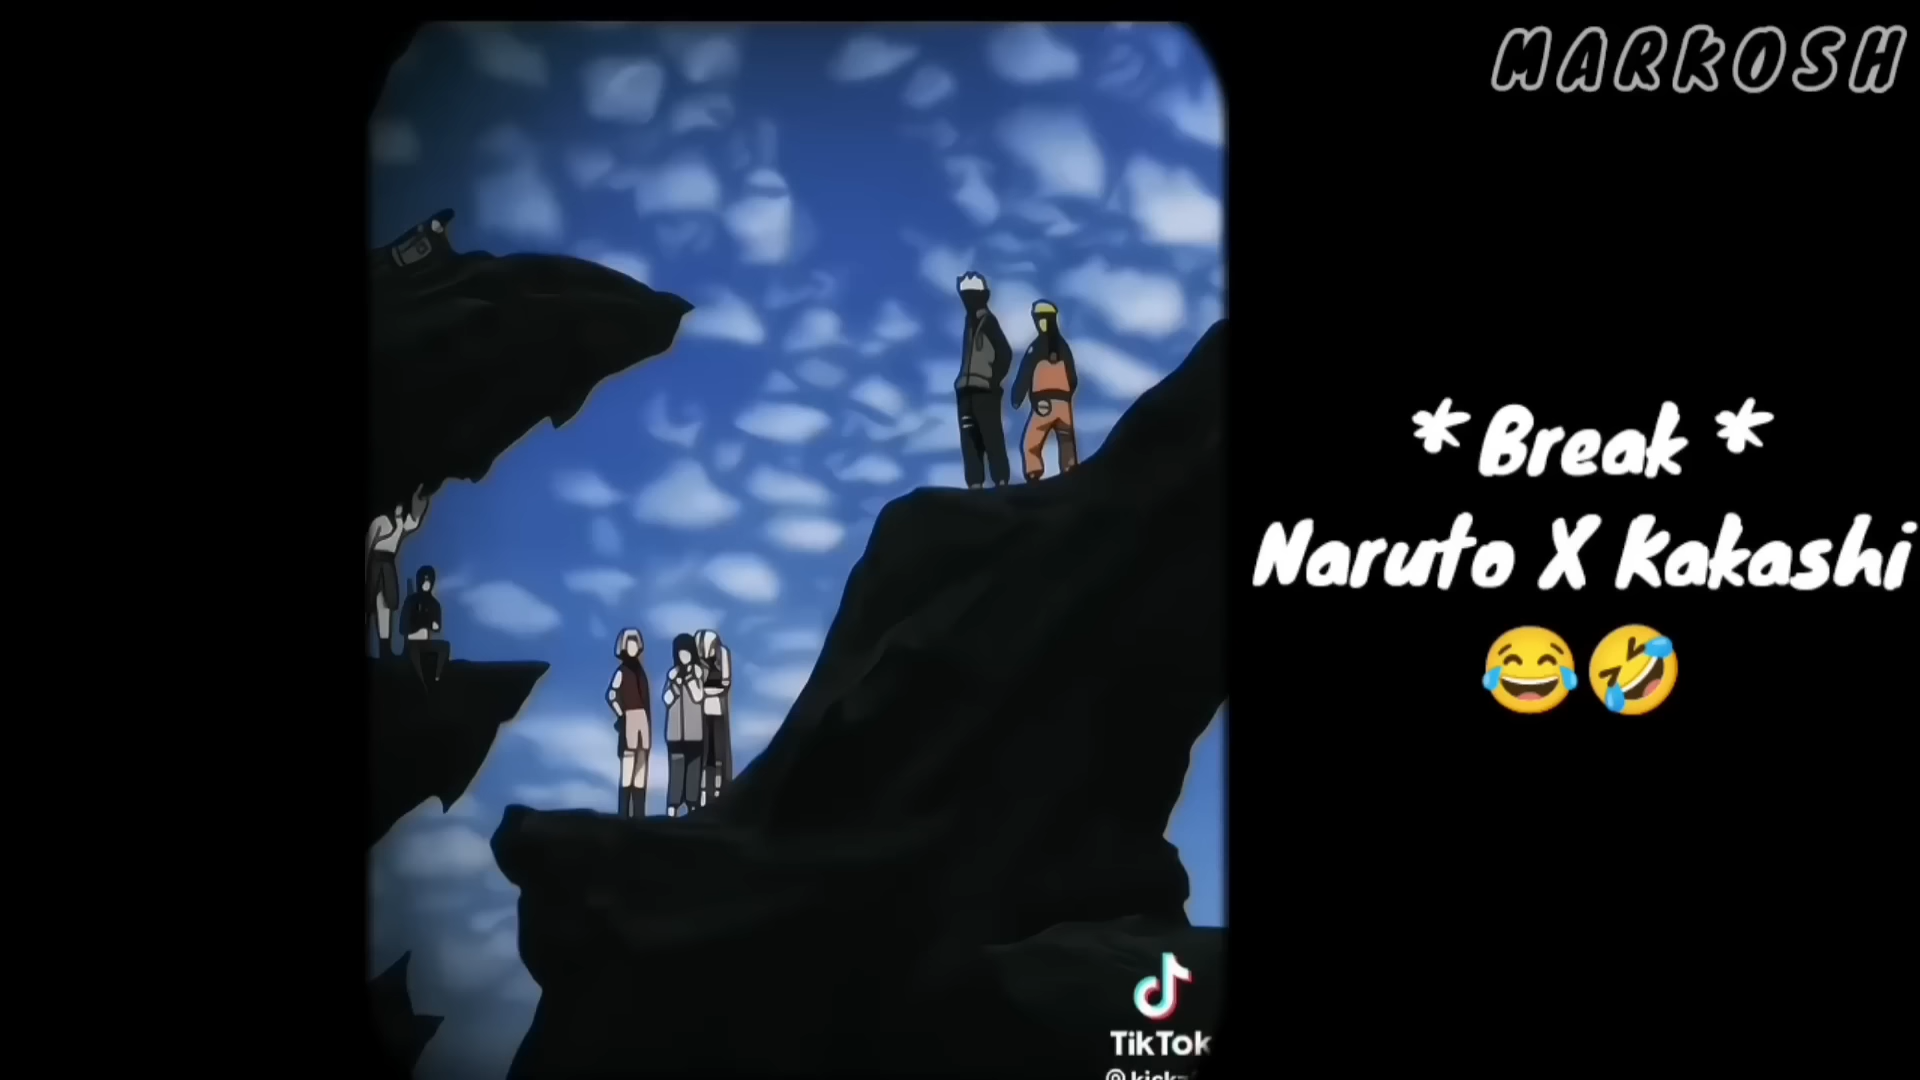 MARKOSH
* Break *
Naruto X Kakashi
😂🤣
TikTok